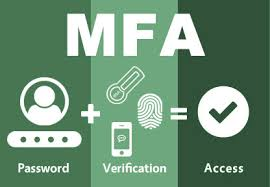 MFA
+
=
Password
Verification
Access